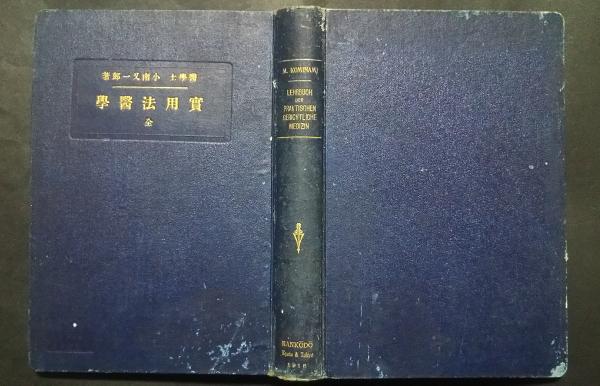 醫學士 小南又一郎著
實用法醫學
全
M. KOMINAMI
LEHRBUCH
DER
PRAKTISCHEN
GERICHTLICHE
MEDIZIN
NANKŌDŌ
Kyoto & Tokyo